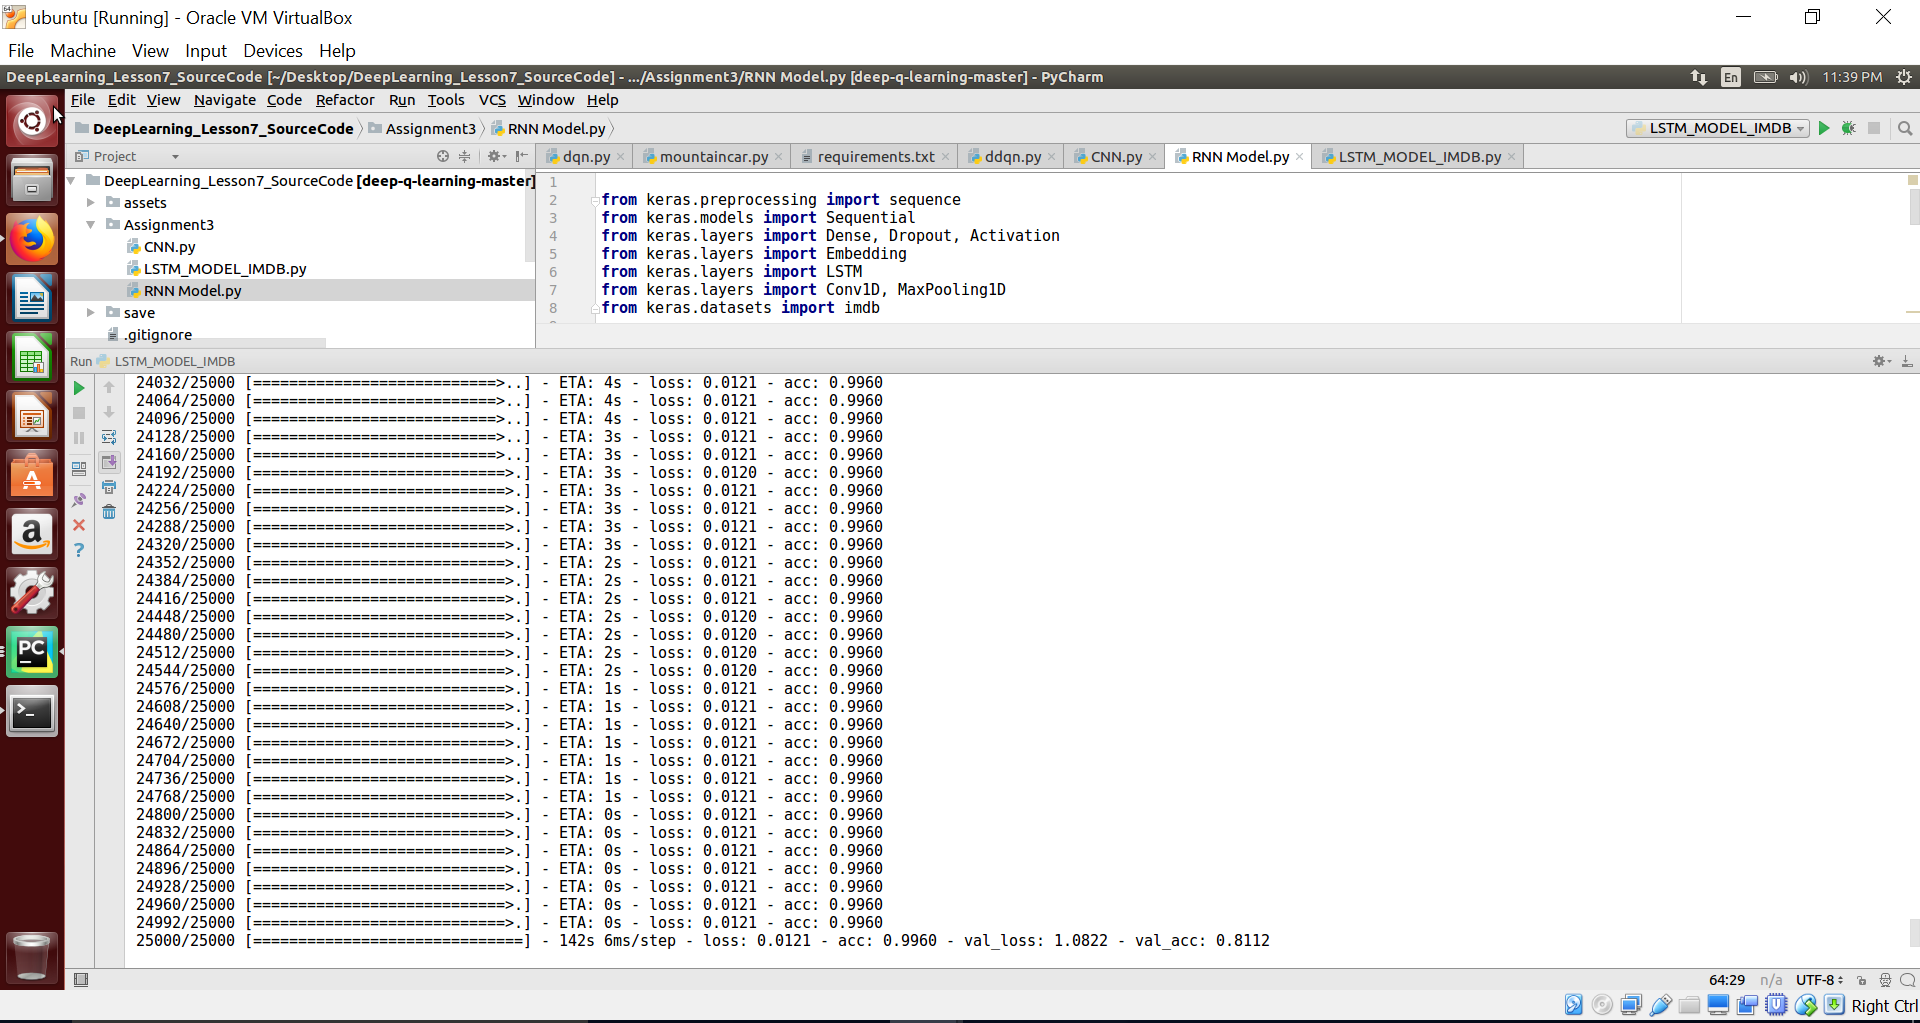 ubuntu [Running] - Oracle VM VirtualBox
File Machine View Input Devices Help
DeepLearning_Lesson7_SourceCode [~/Desktop/DeepLearning_Lesson7_SourceCode] - .../Assignment3/RNN Model.py [deep-q-learning-master] - PyCharm
En 11:39 PM
File Edit View Navigate Code Refactor Run Tools VCS Window Help
DeepLearning_Lesson7_SourceCode Assignment3 RNN Model.py
LSTM_MODEL_IMDB
Project
dqn.py mountaincar.py requirements.txt ddqn.py CNN.py RNN Model.py LSTM_MODEL_IMDB.py
DeepLearning_Lesson7_SourceCode [deep-q-learning-master]
assets
Assignment3
CNN.py
LSTM_MODEL_IMDB.py
RNN Model.py
save
.gitignore
1
2 from keras.preprocessing import sequence
3 from keras.models import Sequential
4 from keras.layers import Dense, Dropout, Activation
5 from keras.layers import Embedding
6 from keras.layers import LSTM
7 from keras.layers import Conv1D, MaxPooling1D
8 from keras.datasets import imdb
Run LSTM_MODEL_IMDB
24032/25000 [===========================>..] - ETA: 4s - loss: 0.0121 - acc: 0.9960
24064/25000 [===========================>..] - ETA: 4s - loss: 0.0121 - acc: 0.9960
24096/25000 [===========================>..] - ETA: 4s - loss: 0.0121 - acc: 0.9960
24128/25000 [===========================>..] - ETA: 3s - loss: 0.0121 - acc: 0.9960
24160/25000 [===========================>..] - ETA: 3s - loss: 0.0121 - acc: 0.9960
24192/25000 [============================>.] - ETA: 3s - loss: 0.0120 - acc: 0.9960
24224/25000 [============================>.] - ETA: 3s - loss: 0.0121 - acc: 0.9960
24256/25000 [============================>.] - ETA: 3s - loss: 0.0121 - acc: 0.9960
24288/25000 [============================>.] - ETA: 3s - loss: 0.0121 - acc: 0.9960
24320/25000 [============================>.] - ETA: 3s - loss: 0.0121 - acc: 0.9960
24352/25000 [============================>.] - ETA: 2s - loss: 0.0121 - acc: 0.9960
24384/25000 [============================>.] - ETA: 2s - loss: 0.0121 - acc: 0.9960
24416/25000 [============================>.] - ETA: 2s - loss: 0.0121 - acc: 0.9960
24448/25000 [============================>.] - ETA: 2s - loss: 0.0120 - acc: 0.9960
24480/25000 [============================>.] - ETA: 2s - loss: 0.0120 - acc: 0.9960
24512/25000 [============================>.] - ETA: 2s - loss: 0.0120 - acc: 0.9960
24544/25000 [============================>.] - ETA: 2s - loss: 0.0120 - acc: 0.9960
24576/25000 [============================>.] - ETA: 1s - loss: 0.0121 - acc: 0.9960
24608/25000 [============================>.] - ETA: 1s - loss: 0.0121 - acc: 0.9960
24640/25000 [============================>.] - ETA: 1s - loss: 0.0121 - acc: 0.9960
24672/25000 [============================>.] - ETA: 1s - loss: 0.0121 - acc: 0.9960
24704/25000 [============================>.] - ETA: 1s - loss: 0.0121 - acc: 0.9960
24736/25000 [============================>.] - ETA: 1s - loss: 0.0121 - acc: 0.9960
24768/25000 [============================>.] - ETA: 1s - loss: 0.0121 - acc: 0.9960
24800/25000 [============================>.] - ETA: 0s - loss: 0.0121 - acc: 0.9960
24832/25000 [============================>.] - ETA: 0s - loss: 0.0121 - acc: 0.9960
24864/25000 [============================>.] - ETA: 0s - loss: 0.0121 - acc: 0.9960
24896/25000 [============================>.] - ETA: 0s - loss: 0.0121 - acc: 0.9960
24928/25000 [============================>.] - ETA: 0s - loss: 0.0121 - acc: 0.9960
24960/25000 [============================>.] - ETA: 0s - loss: 0.0121 - acc: 0.9960
24992/25000 [============================>.] - ETA: 0s - loss: 0.0121 - acc: 0.9960
25000/25000 [==============================] - 142s 6ms/step - loss: 0.0121 - acc: 0.9960 - val_loss: 1.0822 - val_acc: 0.8112
64:29 n/a UTF-8
Right Ctrl